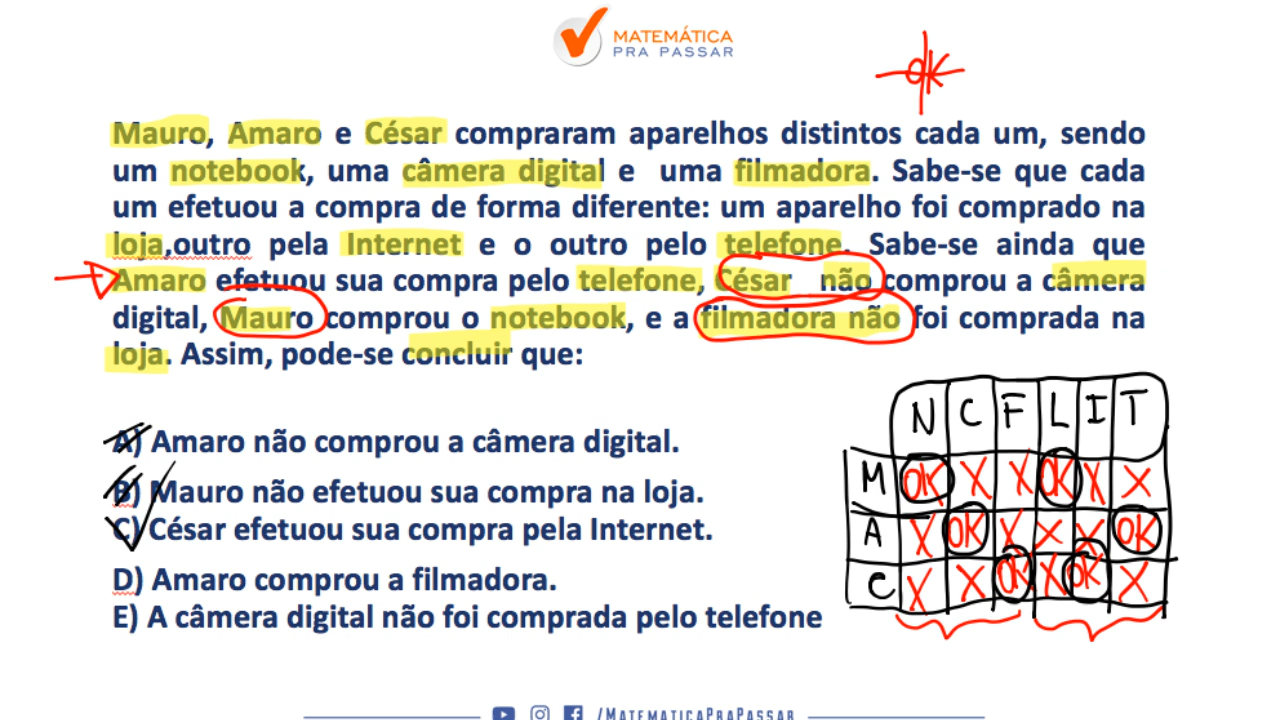 MATEMÁTICA
PRA PASSAR
OK
Mauro, Amaro e César compraram aparelhos distintos cada um, sendo
um notebook, uma câmera digital e uma filmadora. Sabe-se que cada
um efetuou a compra de forma diferente: um aparelho foi comprado na
loja,outro pela Internet e o outro pelo telefone. Sabe-se ainda que
Amaro efetuou sua compra pelo telefone, César não comprou a câmera
digital, Mauro comprou o notebook, e a filmadora não foi comprada na
loja. Assim, pode-se concluir que:
A) Amaro não comprou a câmera digital.
B) Mauro não efetuou sua compra na loja.
C) César efetuou sua compra pela Internet.
D) Amaro comprou a filmadora.
E) A câmera digital não foi comprada pelo telefone
N C F L I T
M OK X X OK X X
A X OK X X X OK
C X X OK X OK X
/MATEMATICAPRAPASSAR